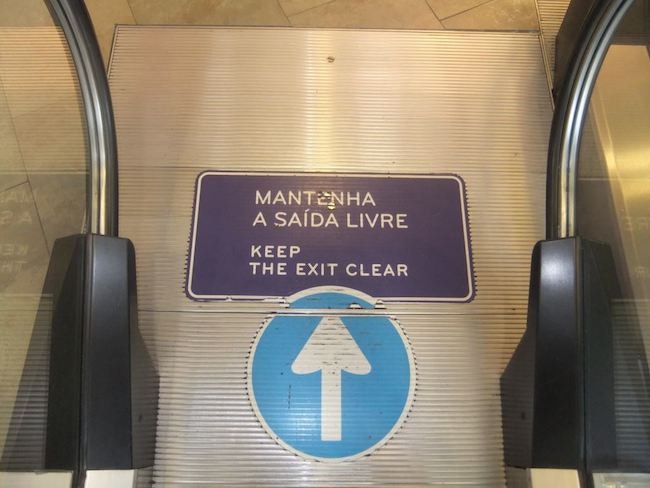 MANTENHA
A SAÍDA LIVRE
KEEP
THE EXIT CLEAR